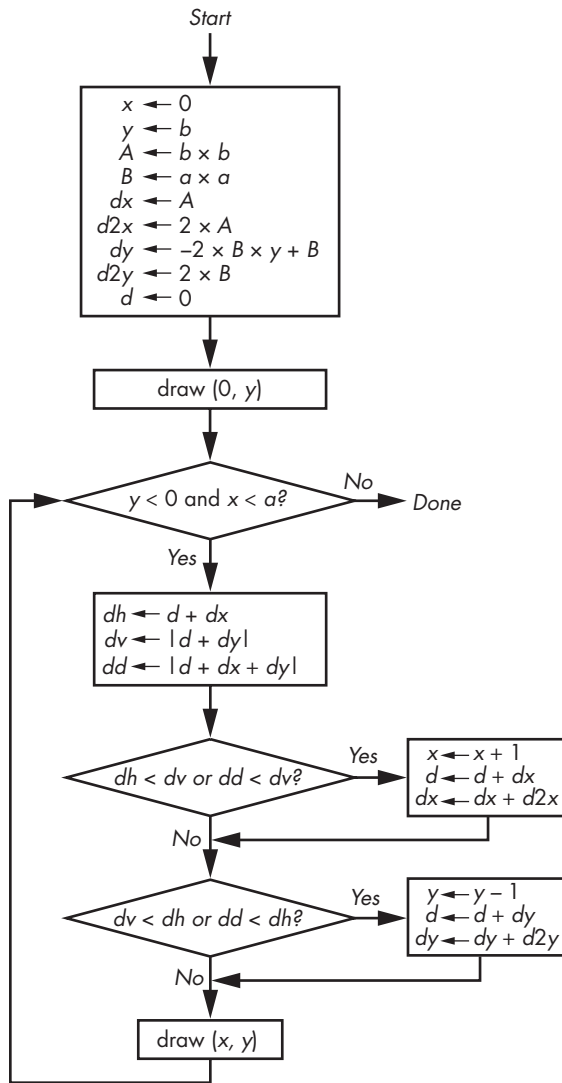 Start
x ← 0
y ← b
A ← b × b
B ← a × a
dx ← A
d2x ← 2 × A
dy ← –2 × B × y + B
d2y ← 2 × B
d ← 0
draw (0, y)
y < 0 and x < a?
No
Done
Yes
dh ← d + dx
dv ← |d + dy|
dd ← |d + dx + dy|
dh < dv or dd < dv?
Yes
x ← x + 1
d ← d + dx
dx ← dx + d2x
No
dv < dh or dd < dh?
Yes
y ← y – 1
d ← d + dy
dy ← dy + d2y
No
draw (x, y)